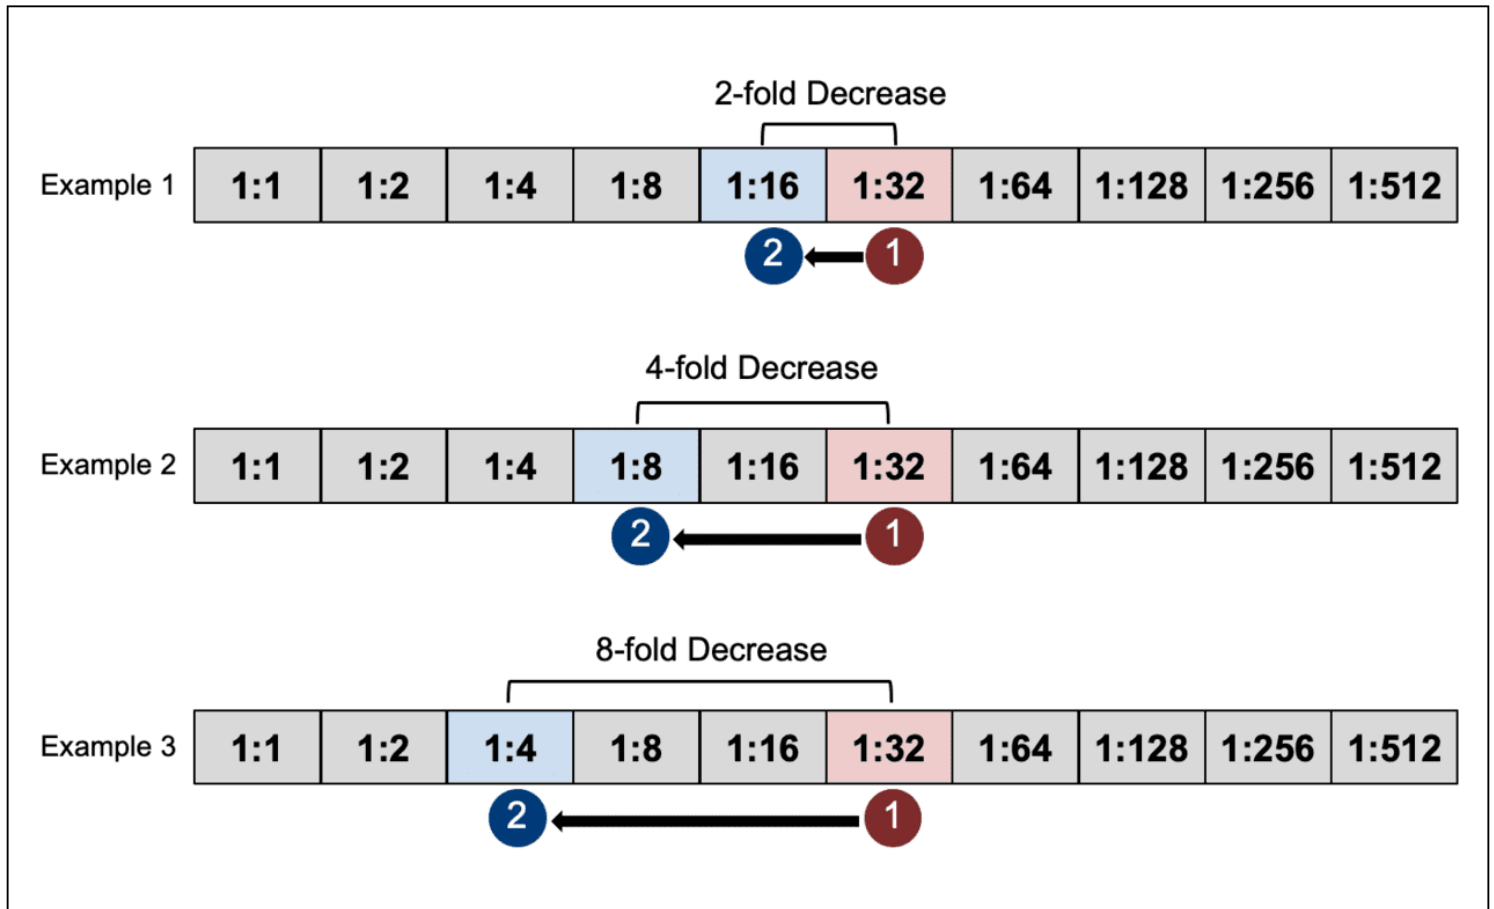 2-fold Decrease
Example 1 1:1 1:2 1:4 1:8 1:16 1:32 1:64 1:128 1:256 1:512
2 1
4-fold Decrease
Example 2 1:1 1:2 1:4 1:8 1:16 1:32 1:64 1:128 1:256 1:512
2 1
8-fold Decrease
Example 3 1:1 1:2 1:4 1:8 1:16 1:32 1:64 1:128 1:256 1:512
2 1